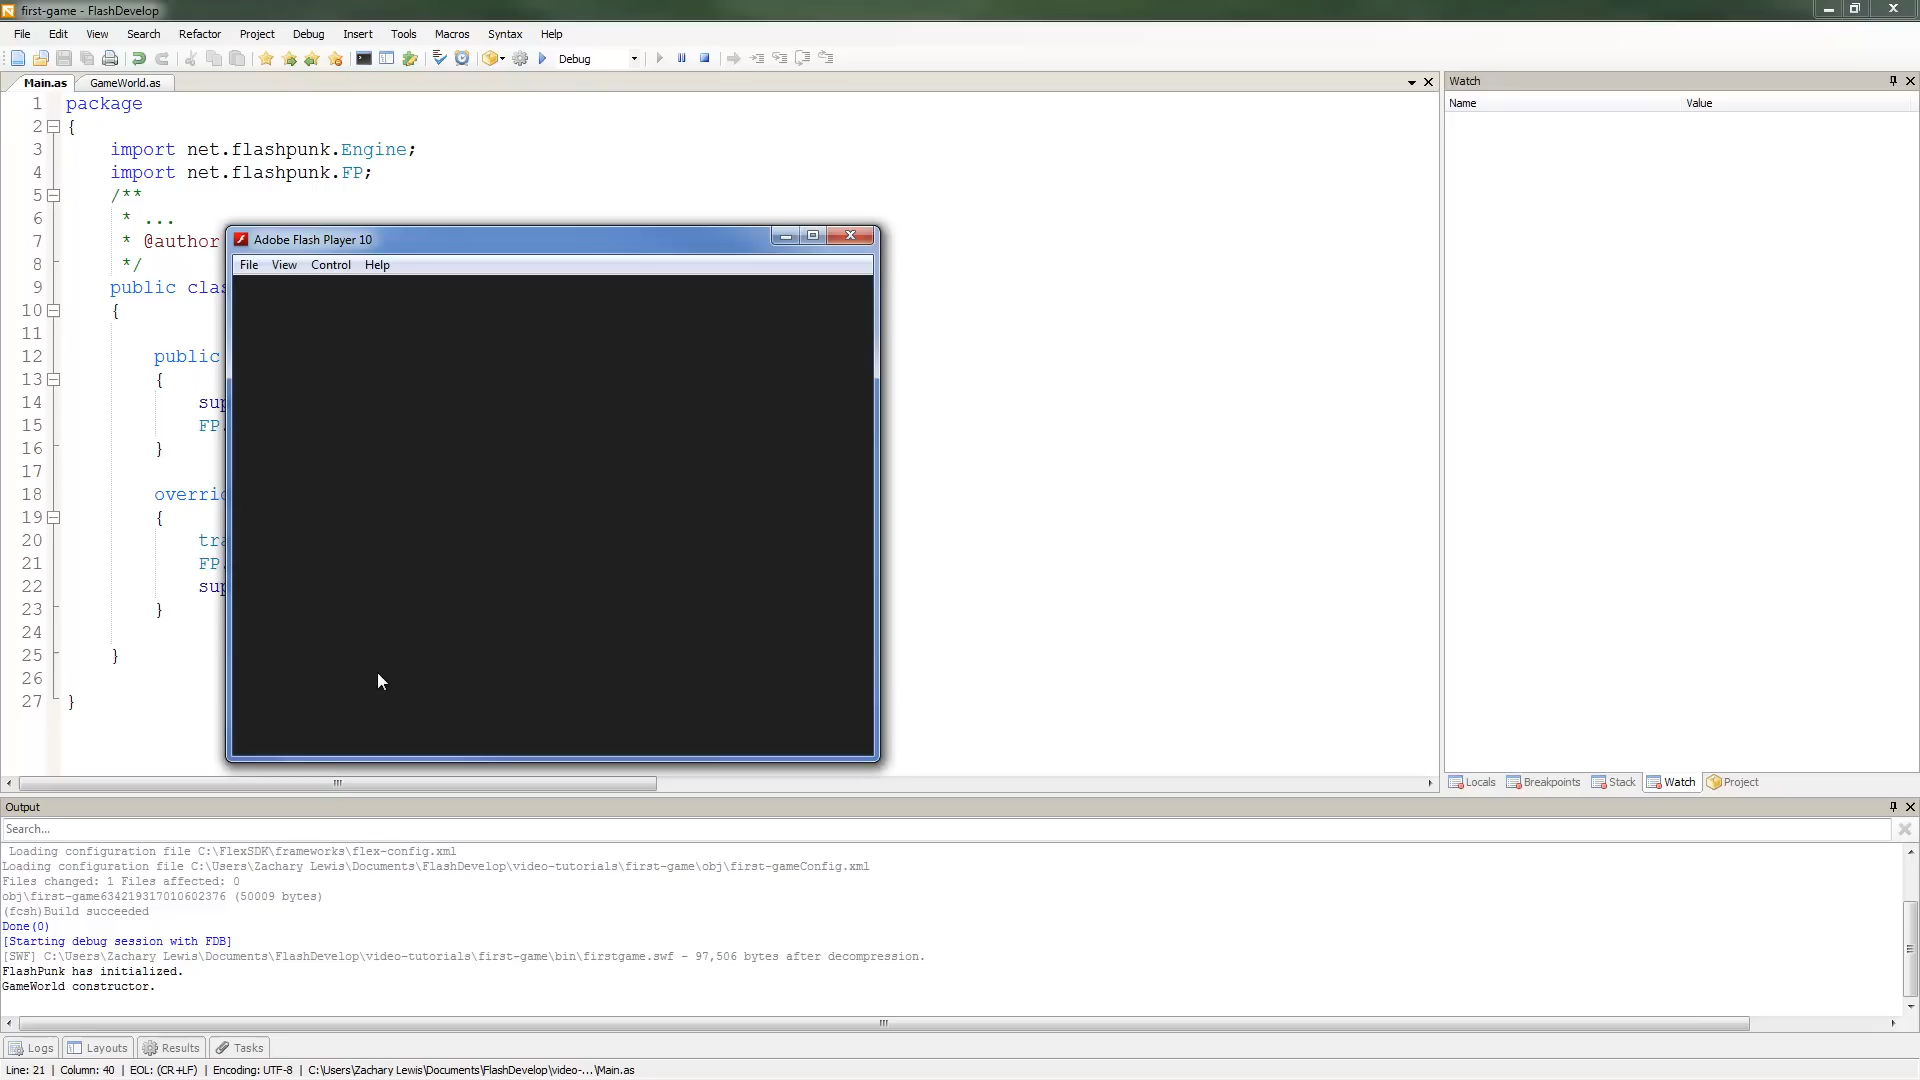 first-game - FlashDevelop
File Edit View Search Refactor Project Debug Insert Tools Macros Syntax Help
Debug
Main.as GameWorld.as
1 package
2 {
3 import net.flashpunk.Engine;
4 import net.flashpunk.FP;
5 /**
6 * ...
7 * @author
8 */
9 public clas
10 {
11
12 public
13 {
14 sup
15 FP.
16 }
17
18 overrid
19 {
20 tra
21 FP.
22 sup
23 }
24
25 }
26
27 }
Adobe Flash Player 10
File View Control Help
Watch
Name Value
Locals Breakpoints Stack Watch Project
Output
Search...
Loading configuration file C:\FlexSDK\frameworks\flex-config.xml
Loading configuration file C:\Users\Zachary Lewis\Documents\FlashDevelop\video-tutorials\first-game\obj\first-gameConfig.xml
Files changed: 1 Files affected: 0
obj\first-game634219317010602376 (50009 bytes)
(fcsh)Build succeeded
Done(0)
[Starting debug session with FDB]
[SWF] C:\Users\Zachary Lewis\Documents\FlashDevelop\video-tutorials\first-game\bin\firstgame.swf - 97,506 bytes after decompression.
FlashPunk has initialized.
GameWorld constructor.
Logs Layouts Results Tasks
Line: 21 | Column: 40 | EOL: (CR+LF) | Encoding: UTF-8 | C:\Users\Zachary Lewis\Documents\FlashDevelop\video-...\Main.as